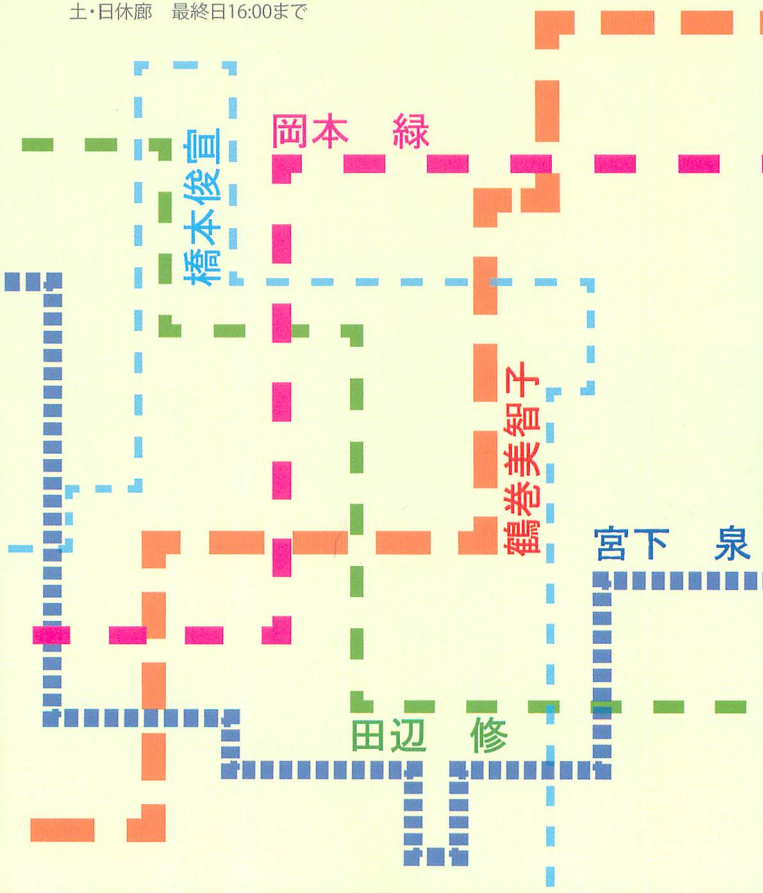 土・日休廊　最終日16:00まで
岡本　緑
橋本俊宣
鶴巻美智子
宮下　泉
田辺　修